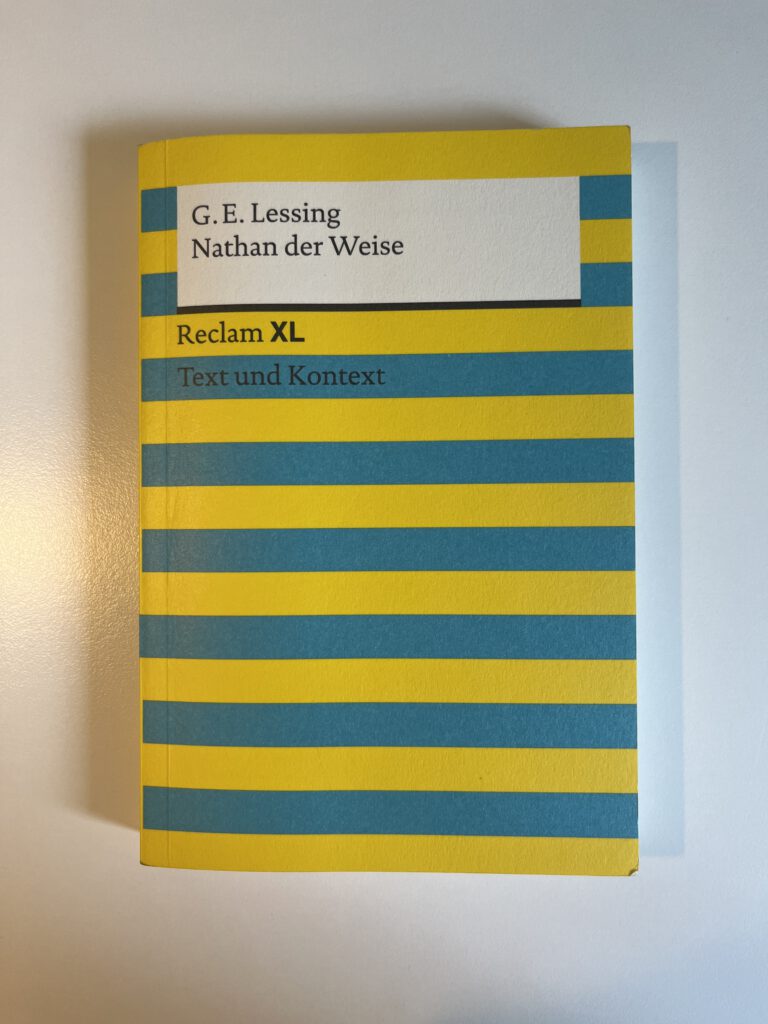 G. E. Lessing
Nathan der Weise
Reclam XL
Text und Kontext